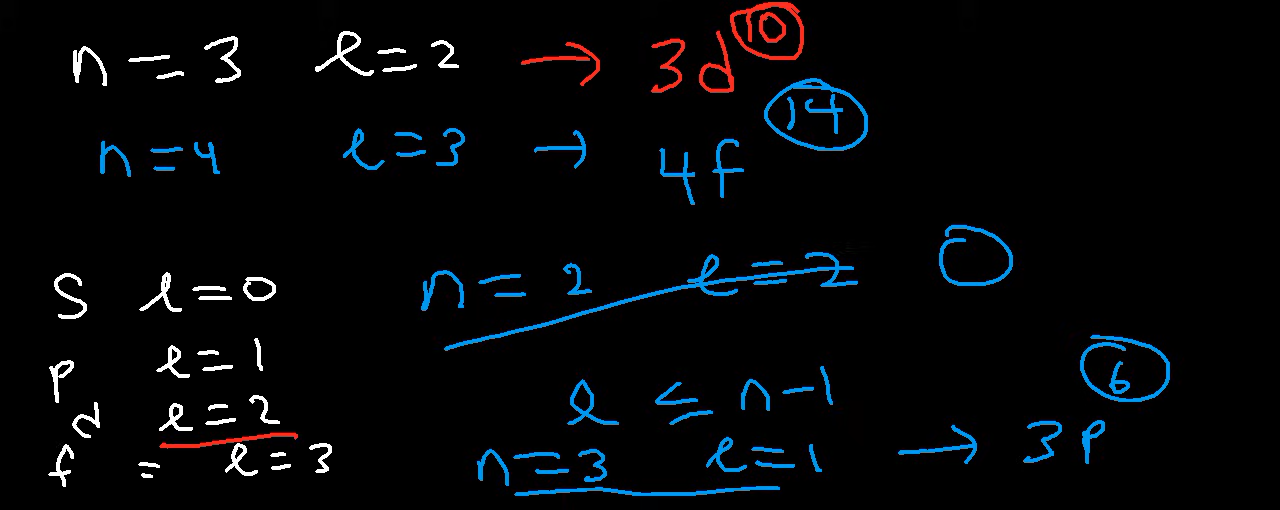 n = 3 l = 2 → 3d 10
n = 4 l = 3 → 4f 14
s l = 0
n = 2 l = 2
p l = 1
l ≤ n - 1
6
d l = 2
f = l = 3
n = 3 l = 1 → 3p